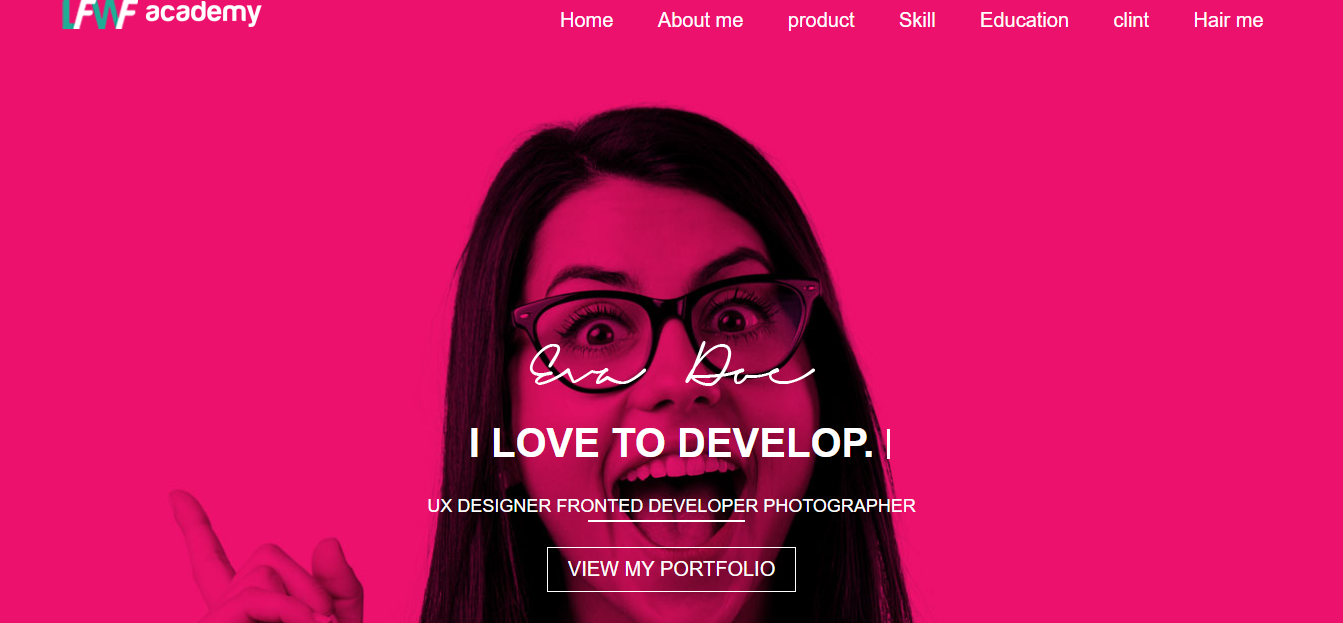 LFWF academy
Home About me product Skill Education clint Hair me
Eva Doe
I LOVE TO DEVELOP. |
UX DESIGNER FRONTED DEVELOPER PHOTOGRAPHER
VIEW MY PORTFOLIO